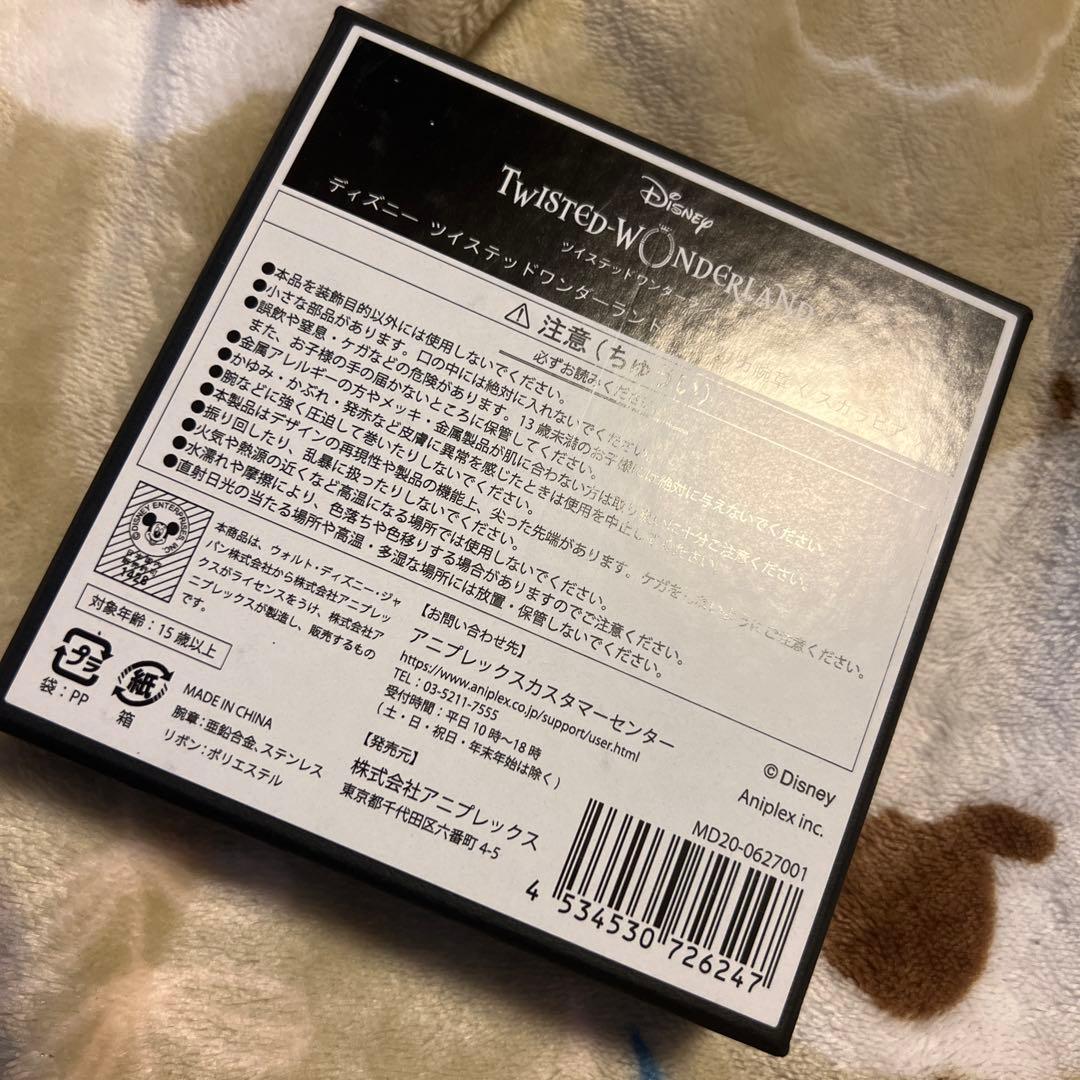 Disney
TWISTED-WONDERLAND
ツイステッドワンダーランド
ディズニー ツイステッドワンダーランド
⚠ 注意(ちゅうい)
必ずお読みください
●本品を装飾目的以外には使用しないでください。
●小さな部品があります。口の中には絶対に入れないでください。
●誤飲や窒息・ケガなどの危険があります。13歳未満のお子様には絶対に与えないでください。
また、お子様の手の届かないところに保管してください。
●金属アレルギーの方やメッキ・金属製品が肌に合わない方は取り扱いに十分ご注意ください。
かゆみ・かぶれ・発赤など皮膚に異常を感じたときは使用を中止してください。
●腕などに強く圧迫して巻いたりしないでください。
●本製品はデザインの再現性や製品の機能上、尖った先端があります。ケガをしないようにご注意ください。
●振り回したり、乱暴に扱ったりしないでください。
●火気や熱源の近くなど高温になる場所では使用しないでください。
●水濡れや摩擦により、色落ちや色移りする場合がありますのでご注意ください。
●直射日光の当たる場所や高温・多湿な場所には放置・保管しないでください。
©DISNEY ENTERPRISES INC.
本商品は、ウォルト・ディズニー・ジャ
パン株式会社から株式会社アニプレッ
クスがライセンスをうけ、株式会社ア
ニプレックスが製造し、販売するもの
です。
対象年齢:15歳以上
プラ
袋:PP
紙
箱
MADE IN CHINA
腕章:亜鉛合金、ステンレス
リボン:ポリエステル
【お問い合わせ先】
アニプレックスカスタマーセンター
https://www.aniplex.co.jp/support/user.html
TEL:03-5211-7555
受付時間:平日10時〜18時
(土・日・祝日・年末年始は除く)
【発売元】
株式会社アニプレックス
東京都千代田区六番町4-5
©Disney
Aniplex inc.
MD20-0627001
4 534530 726247